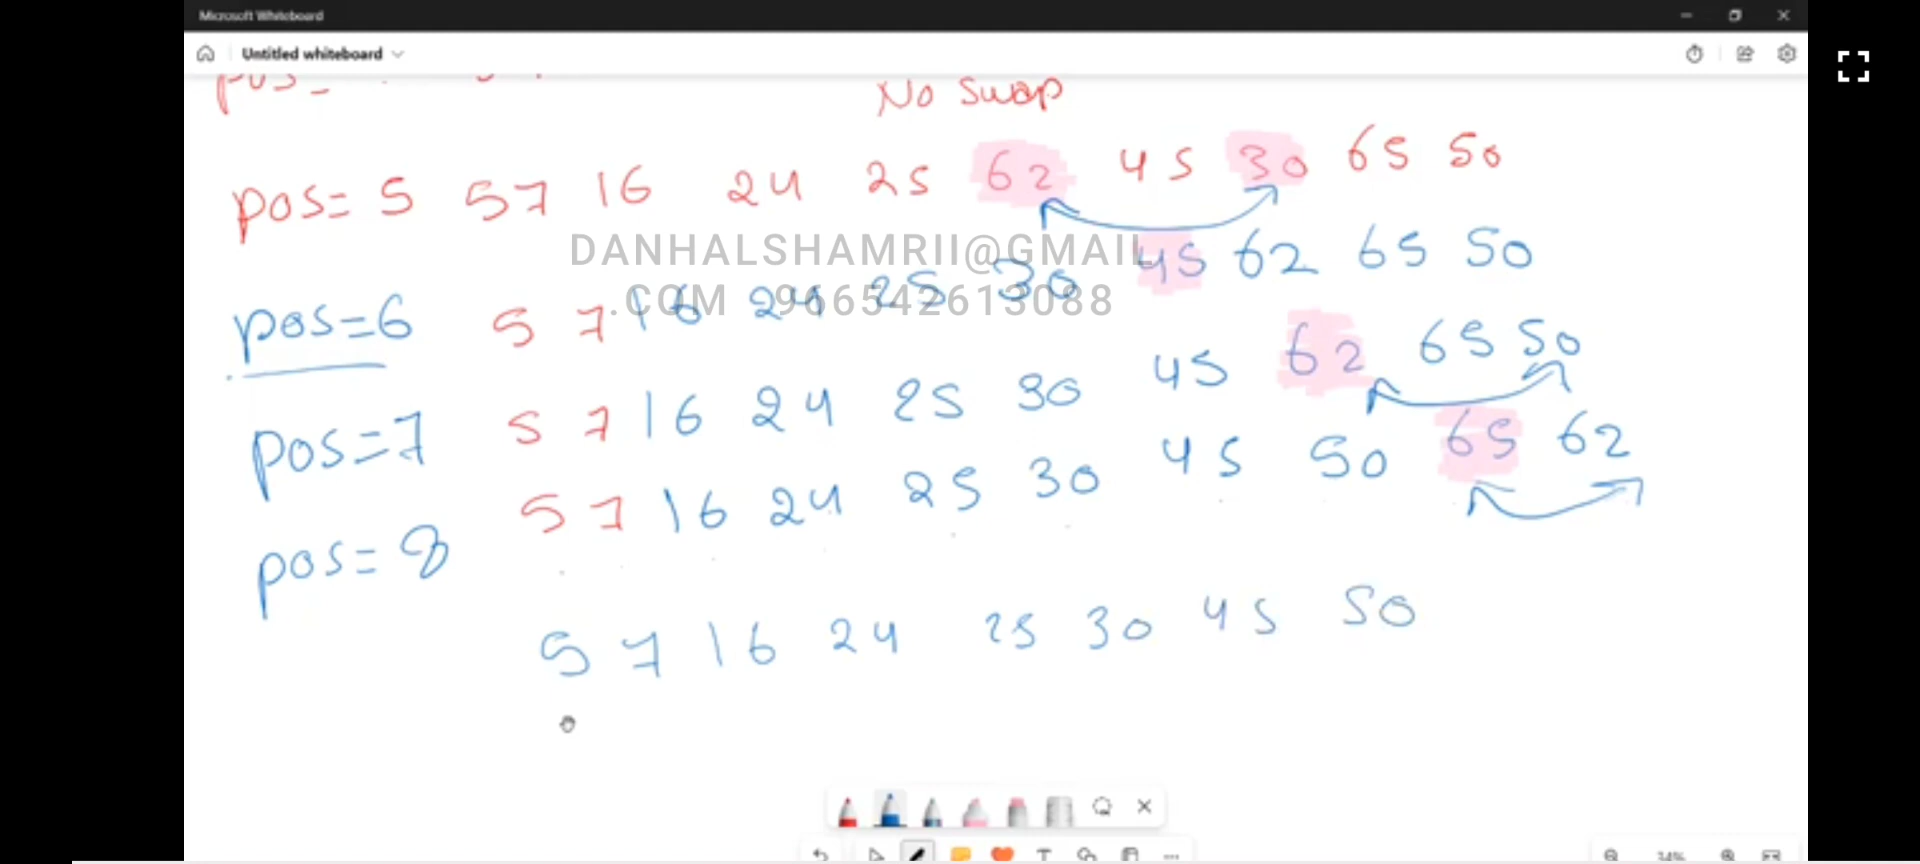 Microsoft Whiteboard
Untitled whiteboard
pos=
No swap
pos= 5 5 7 16 24 25 62 45 30 65 50
DANHALSHAMRII@GMAIL
.COM 966542613088
pos=6 5 7 16 24 25 30 45 62 65 50
pos=7 5 7 16 24 25 30 45 62 65 50
pos= 8 5 7 16 24 25 30 45 50 65 62
5 7 16 24 25 30 45 50
34%